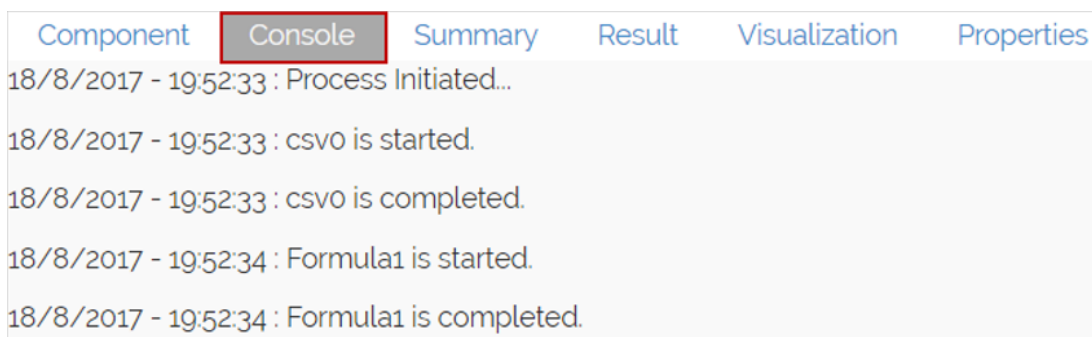 Component Console Summary Result Visualization Properties
18/8/2017 - 19:52:33 : Process Initiated...
18/8/2017 - 19:52:33 : csv0 is started.
18/8/2017 - 19:52:33 : csv0 is completed.
18/8/2017 - 19:52:34 : Formula1 is started.
18/8/2017 - 19:52:34 : Formula1 is completed.